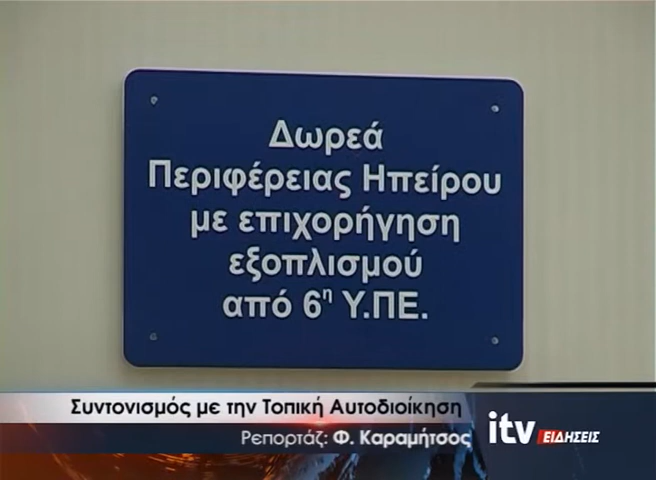 Δωρεά
Περιφέρειας Ηπείρου
με επιχορήγηση
εξοπλισμού
από 6η Υ.ΠΕ.
Συντονισμός με την Τοπική Αυτοδιοίκηση
Ρεπορτάζ: Φ. Καραμήτσος
itv ΕΙΔΗΣΕΙΣ